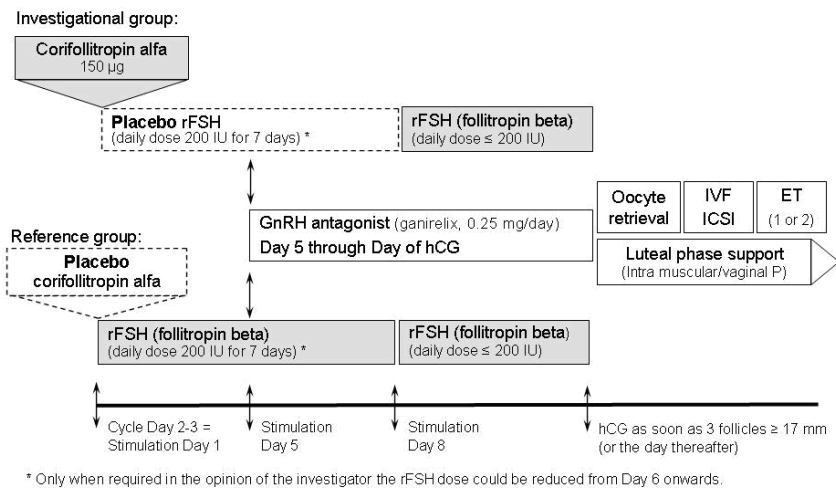 Investigational group:
Corifollitropin alfa
150 µg
Placebo rFSH
(daily dose 200 IU for 7 days) *
rFSH (follitropin beta)
(daily dose ≤ 200 IU)
GnRH antagonist (ganirelix, 0.25 mg/day)
Day 5 through Day of hCG
Oocyte
retrieval
IVF
ICSI
ET
(1 or 2)
Luteal phase support
(Intra muscular/vaginal P)
Reference group:
Placebo
corifollitropin alfa
rFSH (follitropin beta)
(daily dose 200 IU for 7 days) *
rFSH (follitropin beta)
(daily dose ≤ 200 IU)
Cycle Day 2-3 =
Stimulation Day 1
Stimulation
Day 5
Stimulation
Day 8
hCG as soon as 3 follicles ≥ 17 mm
(or the day thereafter)
* Only when required in the opinion of the investigator the rFSH dose could be reduced from Day 6 onwards.